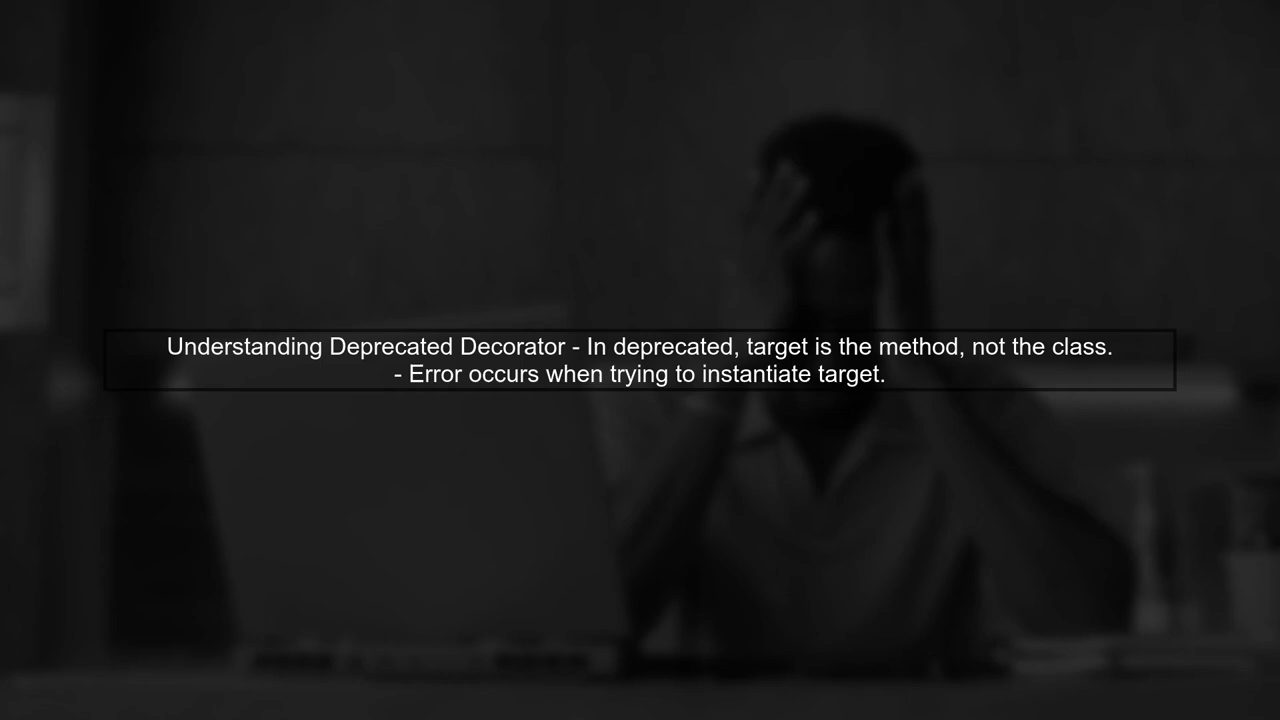 Understanding Deprecated Decorator - In deprecated, target is the method, not the class.
- Error occurs when trying to instantiate target.